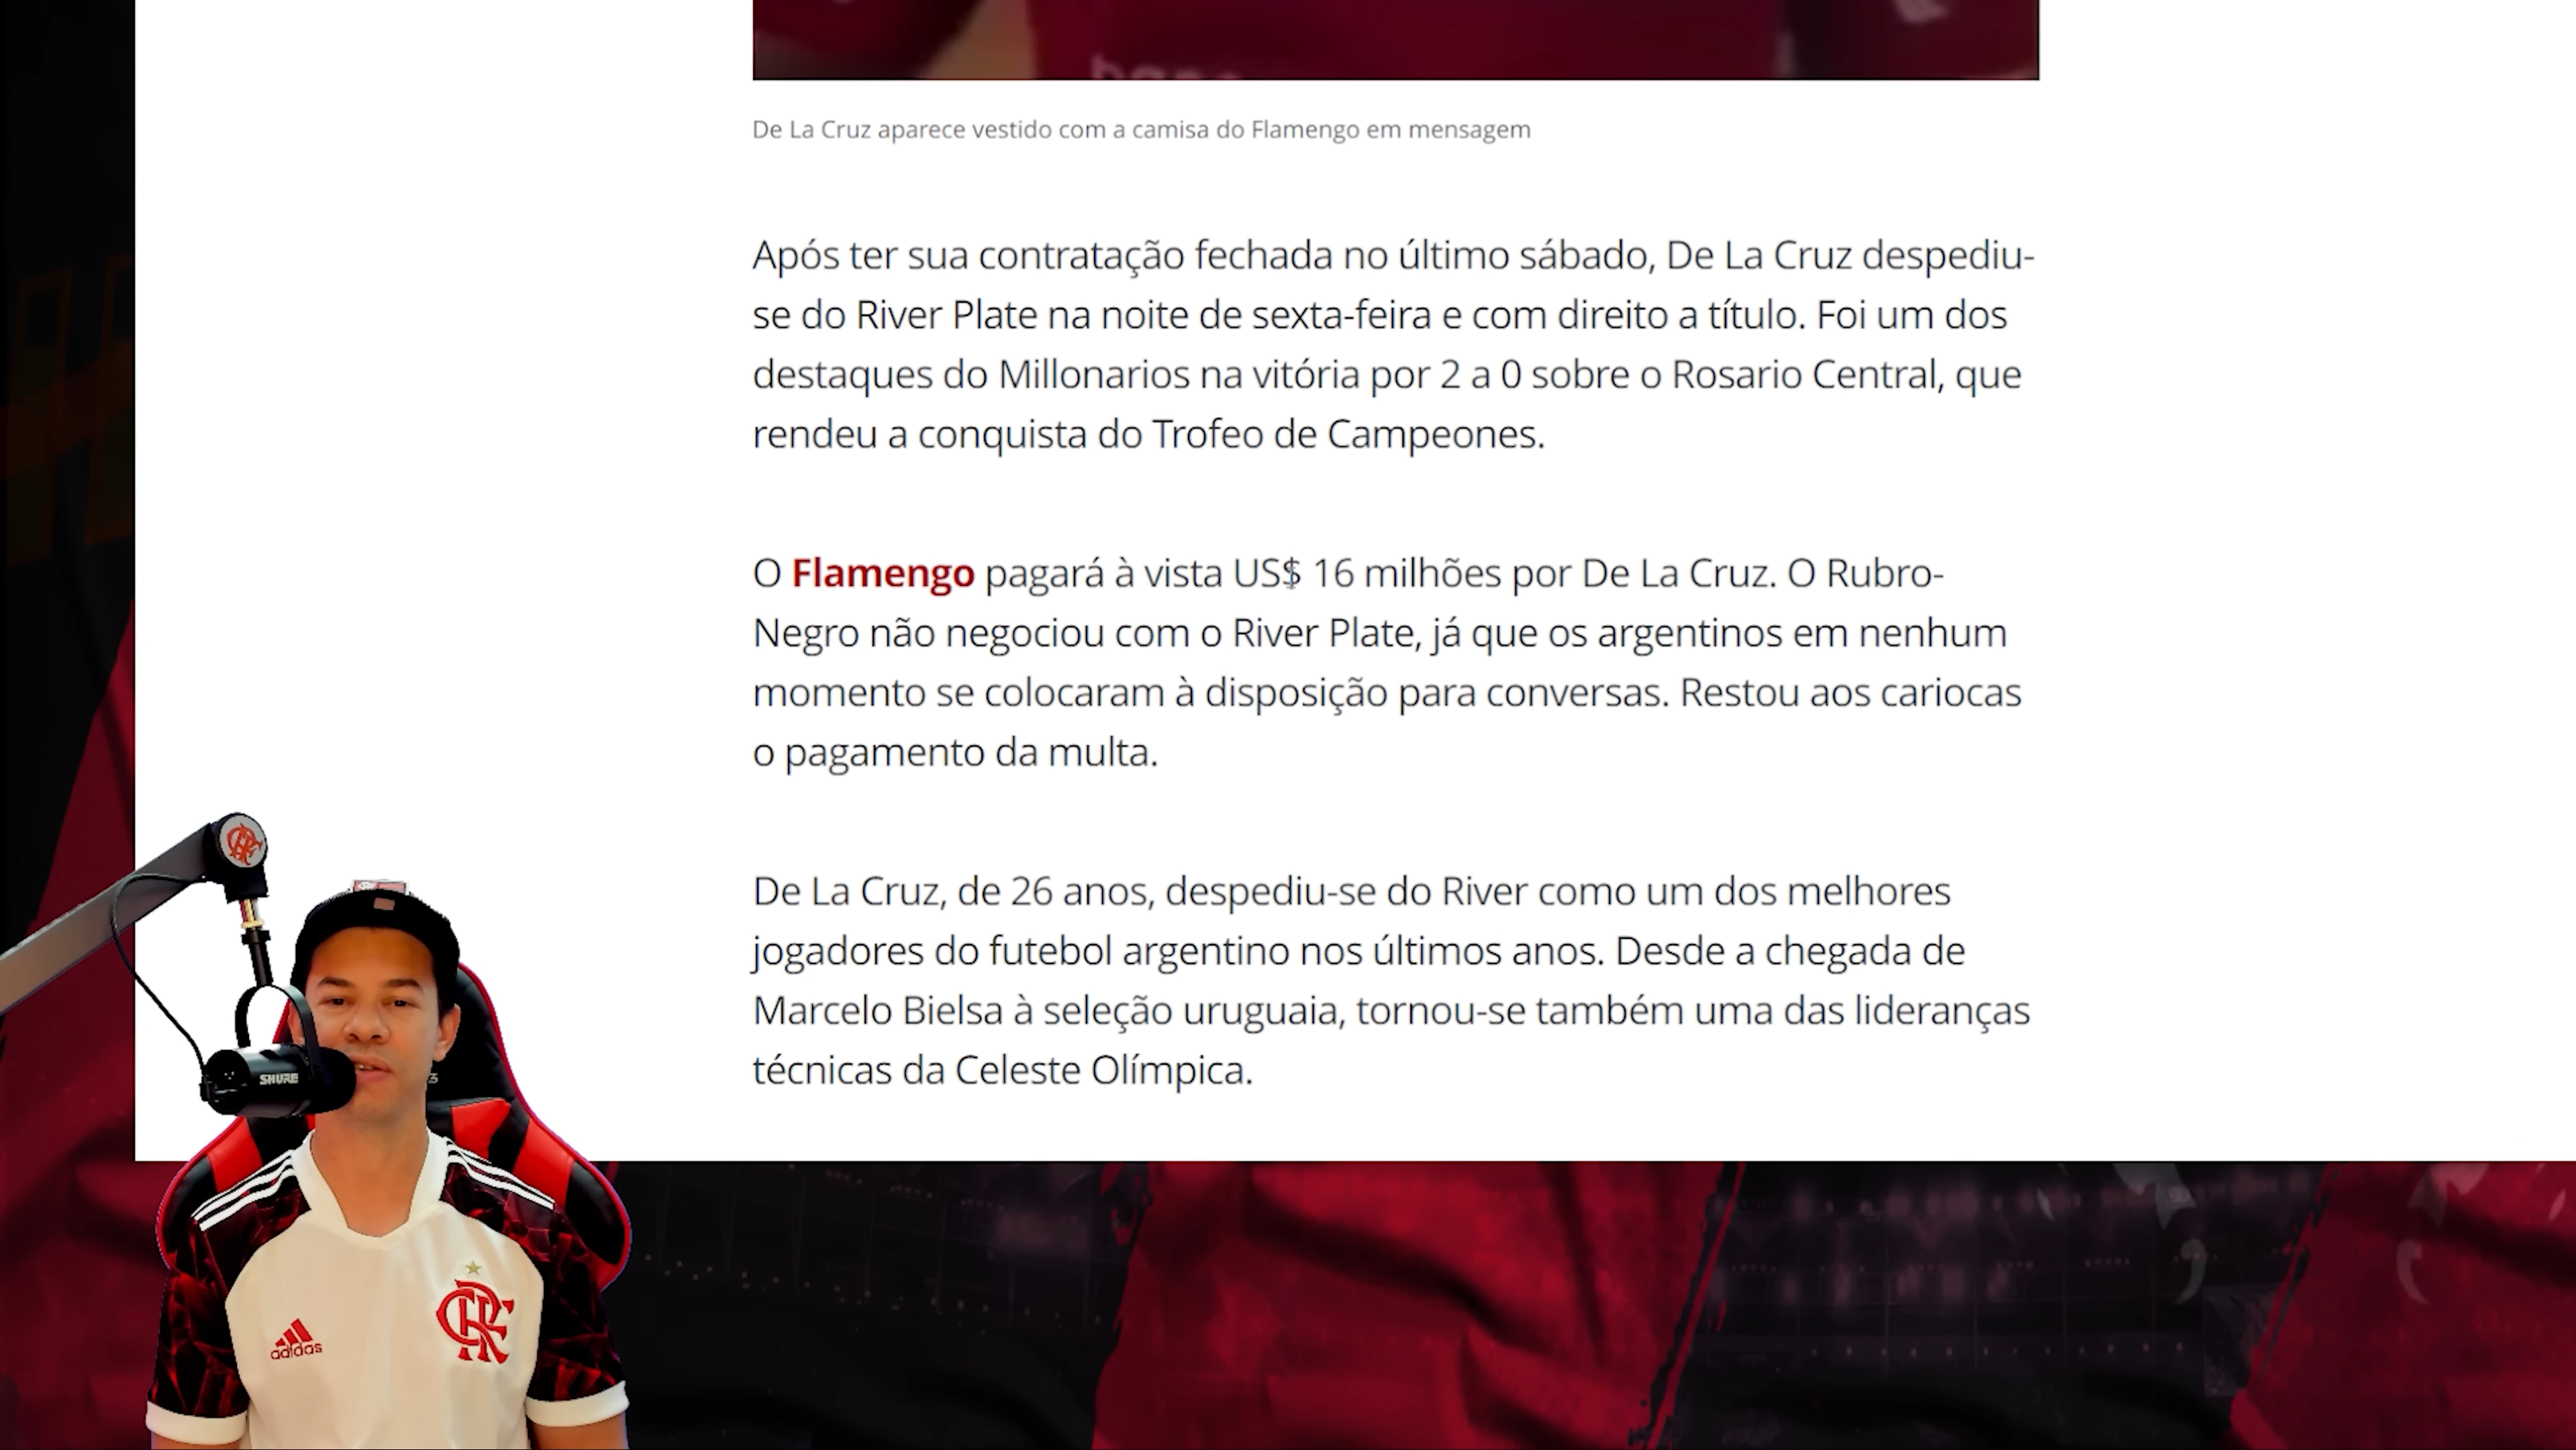 De La Cruz aparece vestido com a camisa do Flamengo em mensagem
Após ter sua contratação fechada no último sábado, De La Cruz despediu-
se do River Plate na noite de sexta-feira e com direito a título. Foi um dos
destaques do Millonarios na vitória por 2 a 0 sobre o Rosario Central, que
rendeu a conquista do Trofeo de Campeones.
O Flamengo pagará à vista US$ 16 milhões por De La Cruz. O Rubro-
Negro não negociou com o River Plate, já que os argentinos em nenhum
momento se colocaram à disposição para conversas. Restou aos cariocas
o pagamento da multa.
De La Cruz, de 26 anos, despediu-se do River como um dos melhores
jogadores do futebol argentino nos últimos anos. Desde a chegada de
Marcelo Bielsa à seleção uruguaia, tornou-se também uma das lideranças
técnicas da Celeste Olímpica.
SHURE
adidas